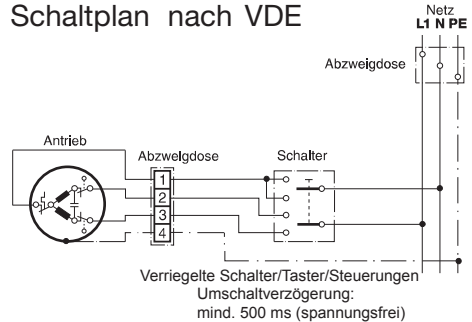 Schaltplan nach VDE
Netz
L1 N PE
Abzweigdose
Antrieb
Abzweigdose
Schalter
1
2
3
4
Verriegelte Schalter/Taster/Steuerungen
Umschaltverzögerung:
mind. 500 ms (spannungsfrei)